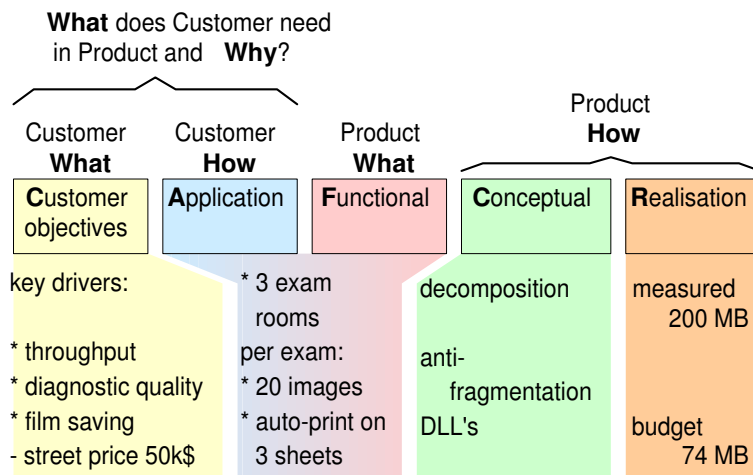 What does Customer need
in Product and Why?
Product
How
Customer
What
Customer
How
Product
What
Customer
objectives
Application
Functional
Conceptual
Realisation
key drivers:
* throughput
* diagnostic quality
* film saving
- street price 50k$
* 3 exam
rooms
per exam:
* 20 images
* auto-print on
3 sheets
decomposition
anti-
fragmentation
DLL's
measured
200 MB
budget
74 MB